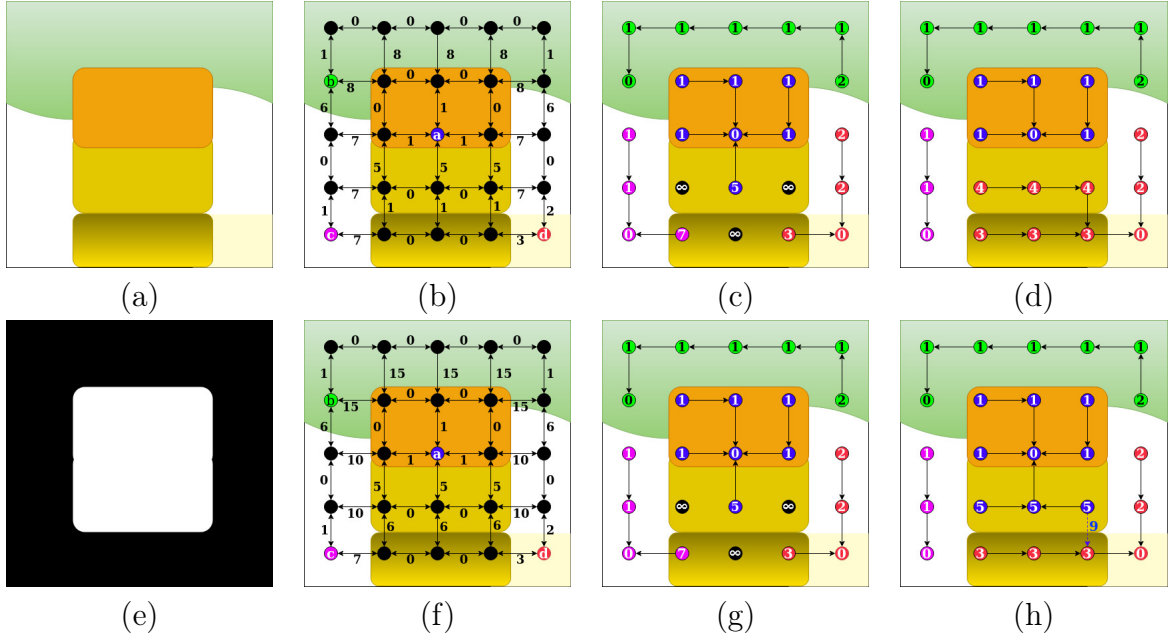 (a)
0 0 0 0
1 8 8 8 1
0 0
b 8 8
6 0 1 0 6
a
7 1 1 7
0 5 5 5 0
7 0 0 7
1 1 1 1 2
c d
7 0 0 3
(b)
1 1 1 1 1
0 1 1 1 2
1 1 0 1 2
1 ∞ 5 ∞ 2
0 7 ∞ 3 0
(c)
1 1 1 1 1
0 1 1 1 2
1 1 0 1 2
1 4 4 4 2
0 3 3 3 0
(d)
(e)
0 0 0 0
1 15 15 15 1
0 0
b 15 15
6 0 1 0 6
a
10 1 1 10
0 5 5 5 0
10 0 0 10
1 6 6 6 2
c d
7 0 0 3
(f)
1 1 1 1 1
0 1 1 1 2
1 1 0 1 2
1 ∞ 5 ∞ 2
0 7 ∞ 3 0
(g)
1 1 1 1 1
0 1 1 1 2
1 1 0 1 2
1 5 5 5 2
9
0 3 3 3 0
(h)